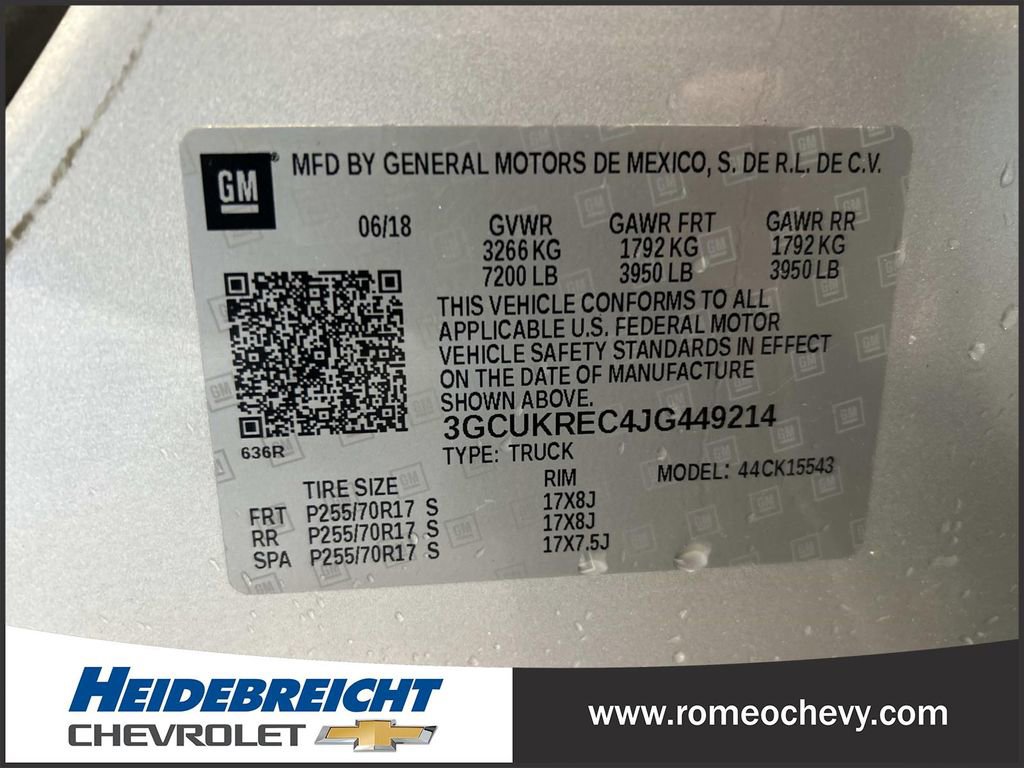 GM
MFD BY GENERAL MOTORS DE MEXICO, S. DE R.L. DE C.V.
06/18 GVWR GAWR FRT GAWR RR
3266 KG 1792 KG 1792 KG
7200 LB 3950 LB 3950 LB
THIS VEHICLE CONFORMS TO ALL
APPLICABLE U.S. FEDERAL MOTOR
VEHICLE SAFETY STANDARDS IN EFFECT
ON THE DATE OF MANUFACTURE
SHOWN ABOVE.
3GCUKREC4JG449214
636R
TYPE: TRUCK MODEL: 44CK15543
TIRE SIZE RIM
FRT P255/70R17 S 17X8J
RR P255/70R17 S 17X8J
SPA P255/70R17 S 17X7.5J
HEIDEBREICHT
CHEVROLET
www.romeochevy.com